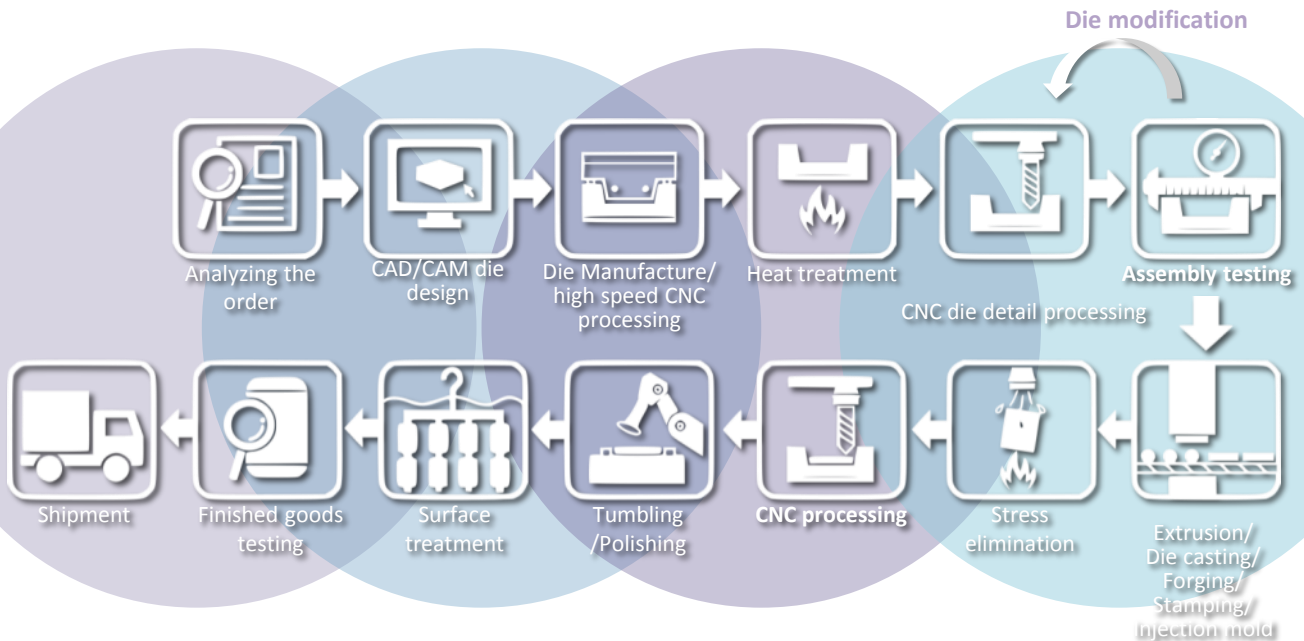 Die modification
Analyzing the
order
CAD/CAM die
design
Die Manufacture/
high speed CNC
processing
Heat treatment
CNC die detail processing
Assembly testing
Shipment
Finished goods
testing
Surface
treatment
Tumbling
/Polishing
CNC processing
Stress
elimination
Extrusion/
Die casting/
Forging/
Stamping/
Injection mold